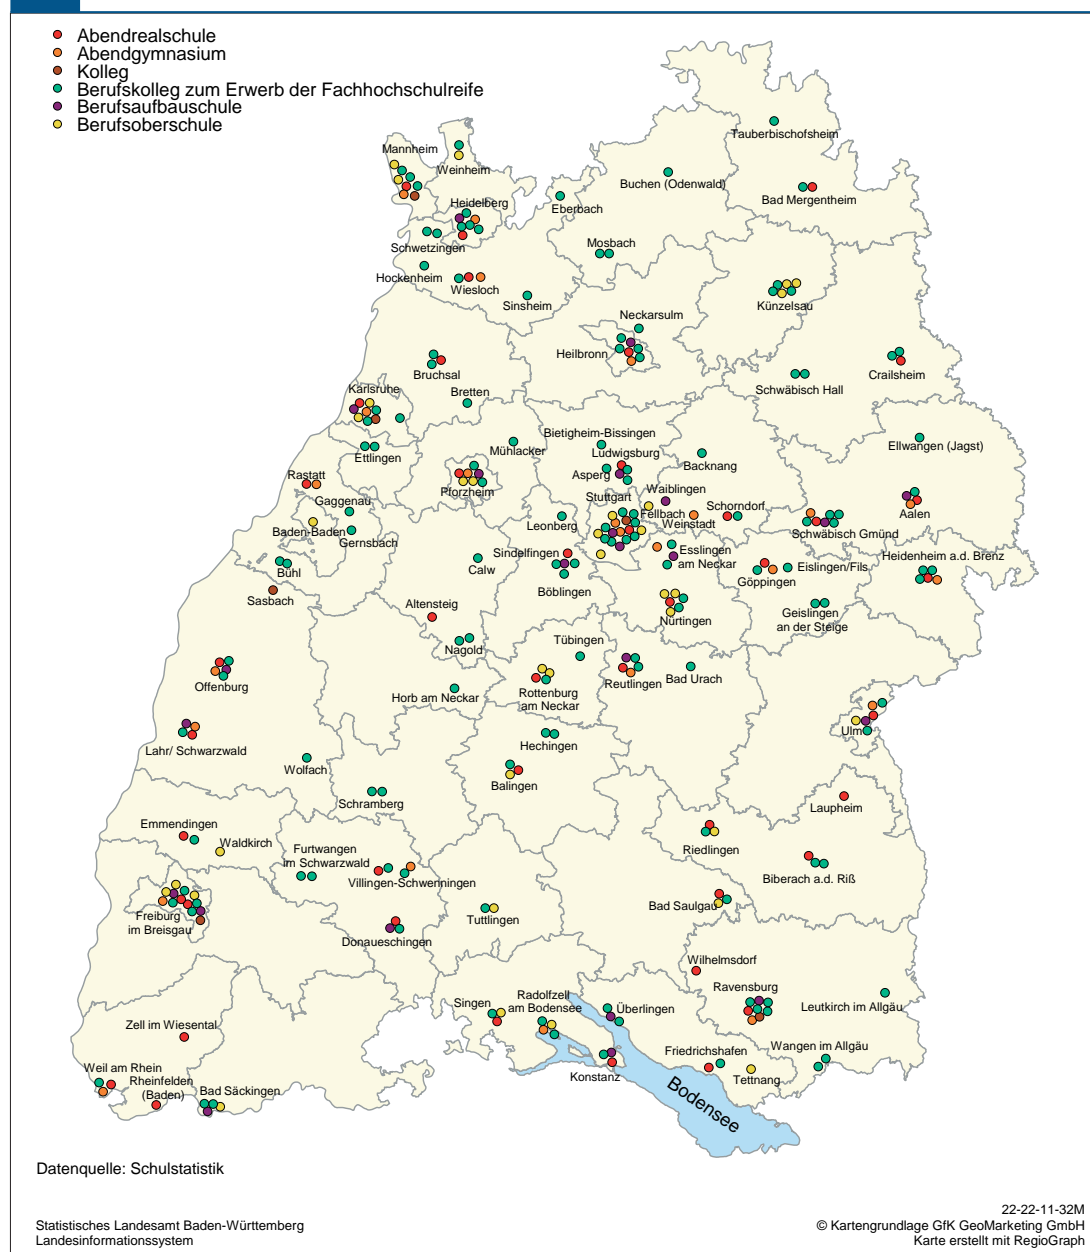 Abendrealschule
Abendgymnasium
Kolleg
Berufskolleg zum Erwerb der Fachhochschulreife
Berufsaufbauschule
Berufsoberschule
Tauberbischofsheim
Mannheim
Weinheim
Buchen (Odenwald)
Bad Mergentheim
Heidelberg
Eberbach
Schwetzingen
Mosbach
Hockenheim
Wiesloch
Sinsheim
Künzelsau
Neckarsulm
Heilbronn
Bruchsal
Crailsheim
Schwäbisch Hall
Karlsruhe
Bretten
Bietigheim-Bissingen
Ellwangen (Jagst)
Mühlacker
Ludwigsburg
Backnang
Ettlingen
Asperg
Rastatt
Pforzheim
Waiblingen
Stuttgart
Gaggenau
Schorndorf
Fellbach
Aalen
Leonberg
Weinstadt
Baden-Baden
Schwäbisch Gmünd
Gernsbach
Sindelfingen
Esslingen
am Neckar
Heidenheim a.d. Brenz
Bühl
Calw
Eislingen/Fils
Göppingen
Böblingen
Sasbach
Altensteig
Geislingen
an der Steige
Nürtingen
Nagold
Tübingen
Offenburg
Reutlingen
Bad Urach
Horb am Neckar
Rottenburg
am Neckar
Ulm
Hechingen
Lahr/ Schwarzwald
Wolfach
Balingen
Schramberg
Laupheim
Emmendingen
Waldkirch
Furtwangen
im Schwarzwald
Riedlingen
Villingen-Schwenningen
Biberach a.d. Riß
Bad Saulgau
Freiburg
im Breisgau
Tuttlingen
Donaueschingen
Wilhelmsdorf
Ravensburg
Singen
Radolfzell
am Bodensee
Überlingen
Leutkirch im Allgäu
Zell im Wiesental
Wangen im Allgäu
Friedrichshafen
Weil am Rhein
Konstanz
Tettnang
Rheinfelden
(Baden)
Bad Säckingen
Bodensee
Datenquelle: Schulstatistik
22-22-11-32M
Statistisches Landesamt Baden-Württemberg
© Kartengrundlage GfK GeoMarketing GmbH
Landesinformationssystem
Karte erstellt mit RegioGraph